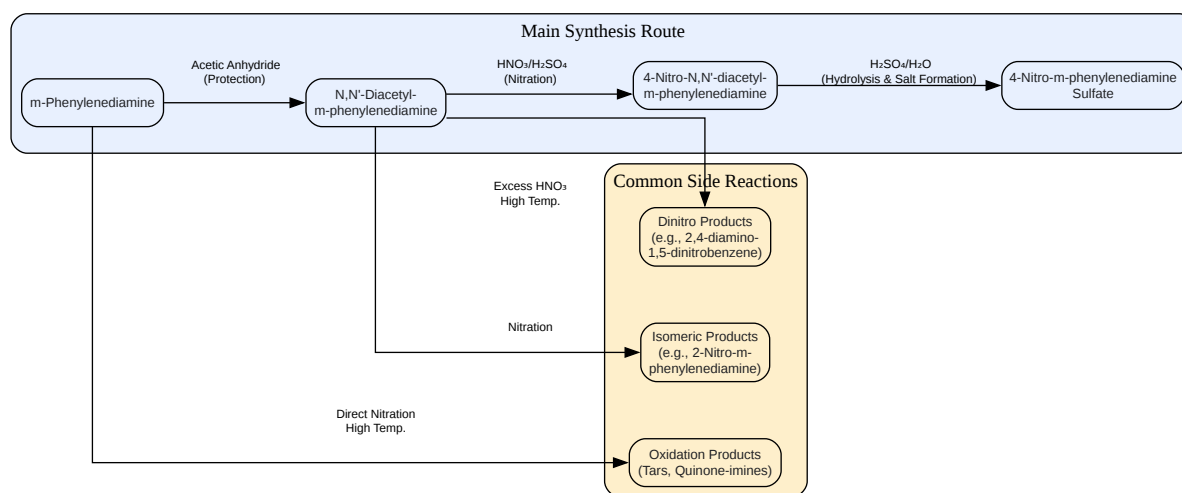 Main Synthesis Route
m-Phenylenediamine
Acetic Anhydride
(Protection)
N,N'-Diacetyl-
m-phenylenediamine
HNO₃/H₂SO₄
(Nitration)
4-Nitro-N,N'-diacetyl-
m-phenylenediamine
H₂SO₄/H₂O
(Hydrolysis & Salt Formation)
4-Nitro-m-phenylenediamine
Sulfate
Excess HNO₃
High Temp.
Common Side Reactions
Dinitro Products
(e.g., 2,4-diamino-
1,5-dinitrobenzene)
Nitration
Isomeric Products
(e.g., 2-Nitro-m-
phenylenediamine)
Direct Nitration
High Temp.
Oxidation Products
(Tars, Quinone-imines)